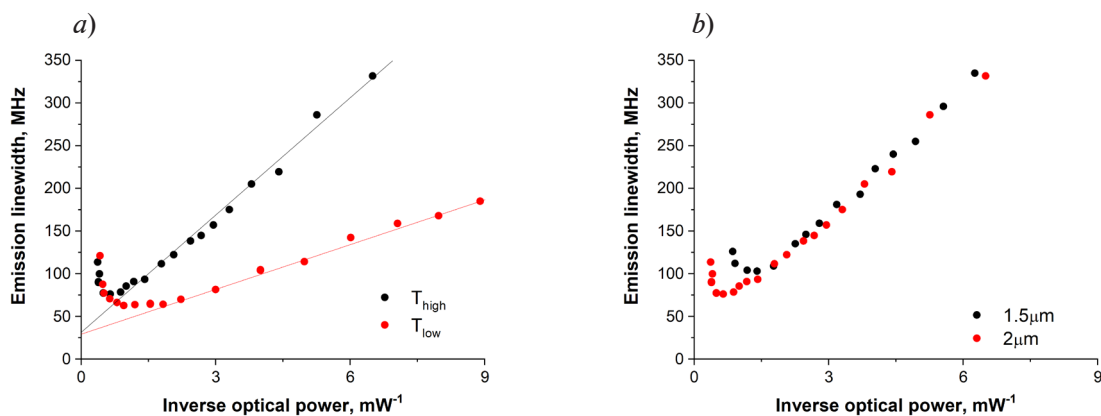 a)
350
300
250
200
150
100
50
0
0 3 6 9
Emission linewidth, MHz
Inverse optical power, mW⁻¹
T_high
T_low
b)
350
300
250
200
150
100
50
0
0 3 6 9
Emission linewidth, MHz
Inverse optical power, mW⁻¹
1.5μm
2μm